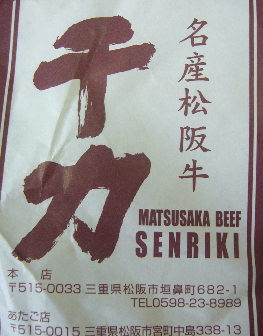 名産松阪牛
千力
MATSUSAKA BEEF
SENRIKI
本 店
〒515-0033 三重県松阪市垣鼻町682-1
TEL0598-23-8989
あたご店
〒515-0015 三重県松阪市宮町中島338-13